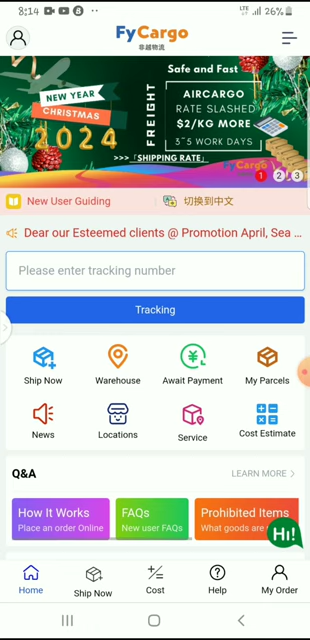 8:14
LTE
26%
FyCargo
非越物流
Safe and Fast
NEW YEAR
CHRISTMAS
2024
FREIGHT
AIRCARGO
RATE SLASHED
$2/KG MORE
3~5 WORK DAYS
>>>「SHIPPING RATE」
FyCargo
1 2 3
New User Guiding
切换到中文
Dear our Esteemed clients @ Promotion April, Sea ...
Please enter tracking number
Tracking
Ship Now
Warehouse
Await Payment
My Parcels
News
Locations
Service
Cost Estimate
Q&A
LEARN MORE
How It Works
Place an order Online
FAQs
New user FAQs
Prohibited Items
What goods are
Hi!
Home
Ship Now
Cost
Help
My Order